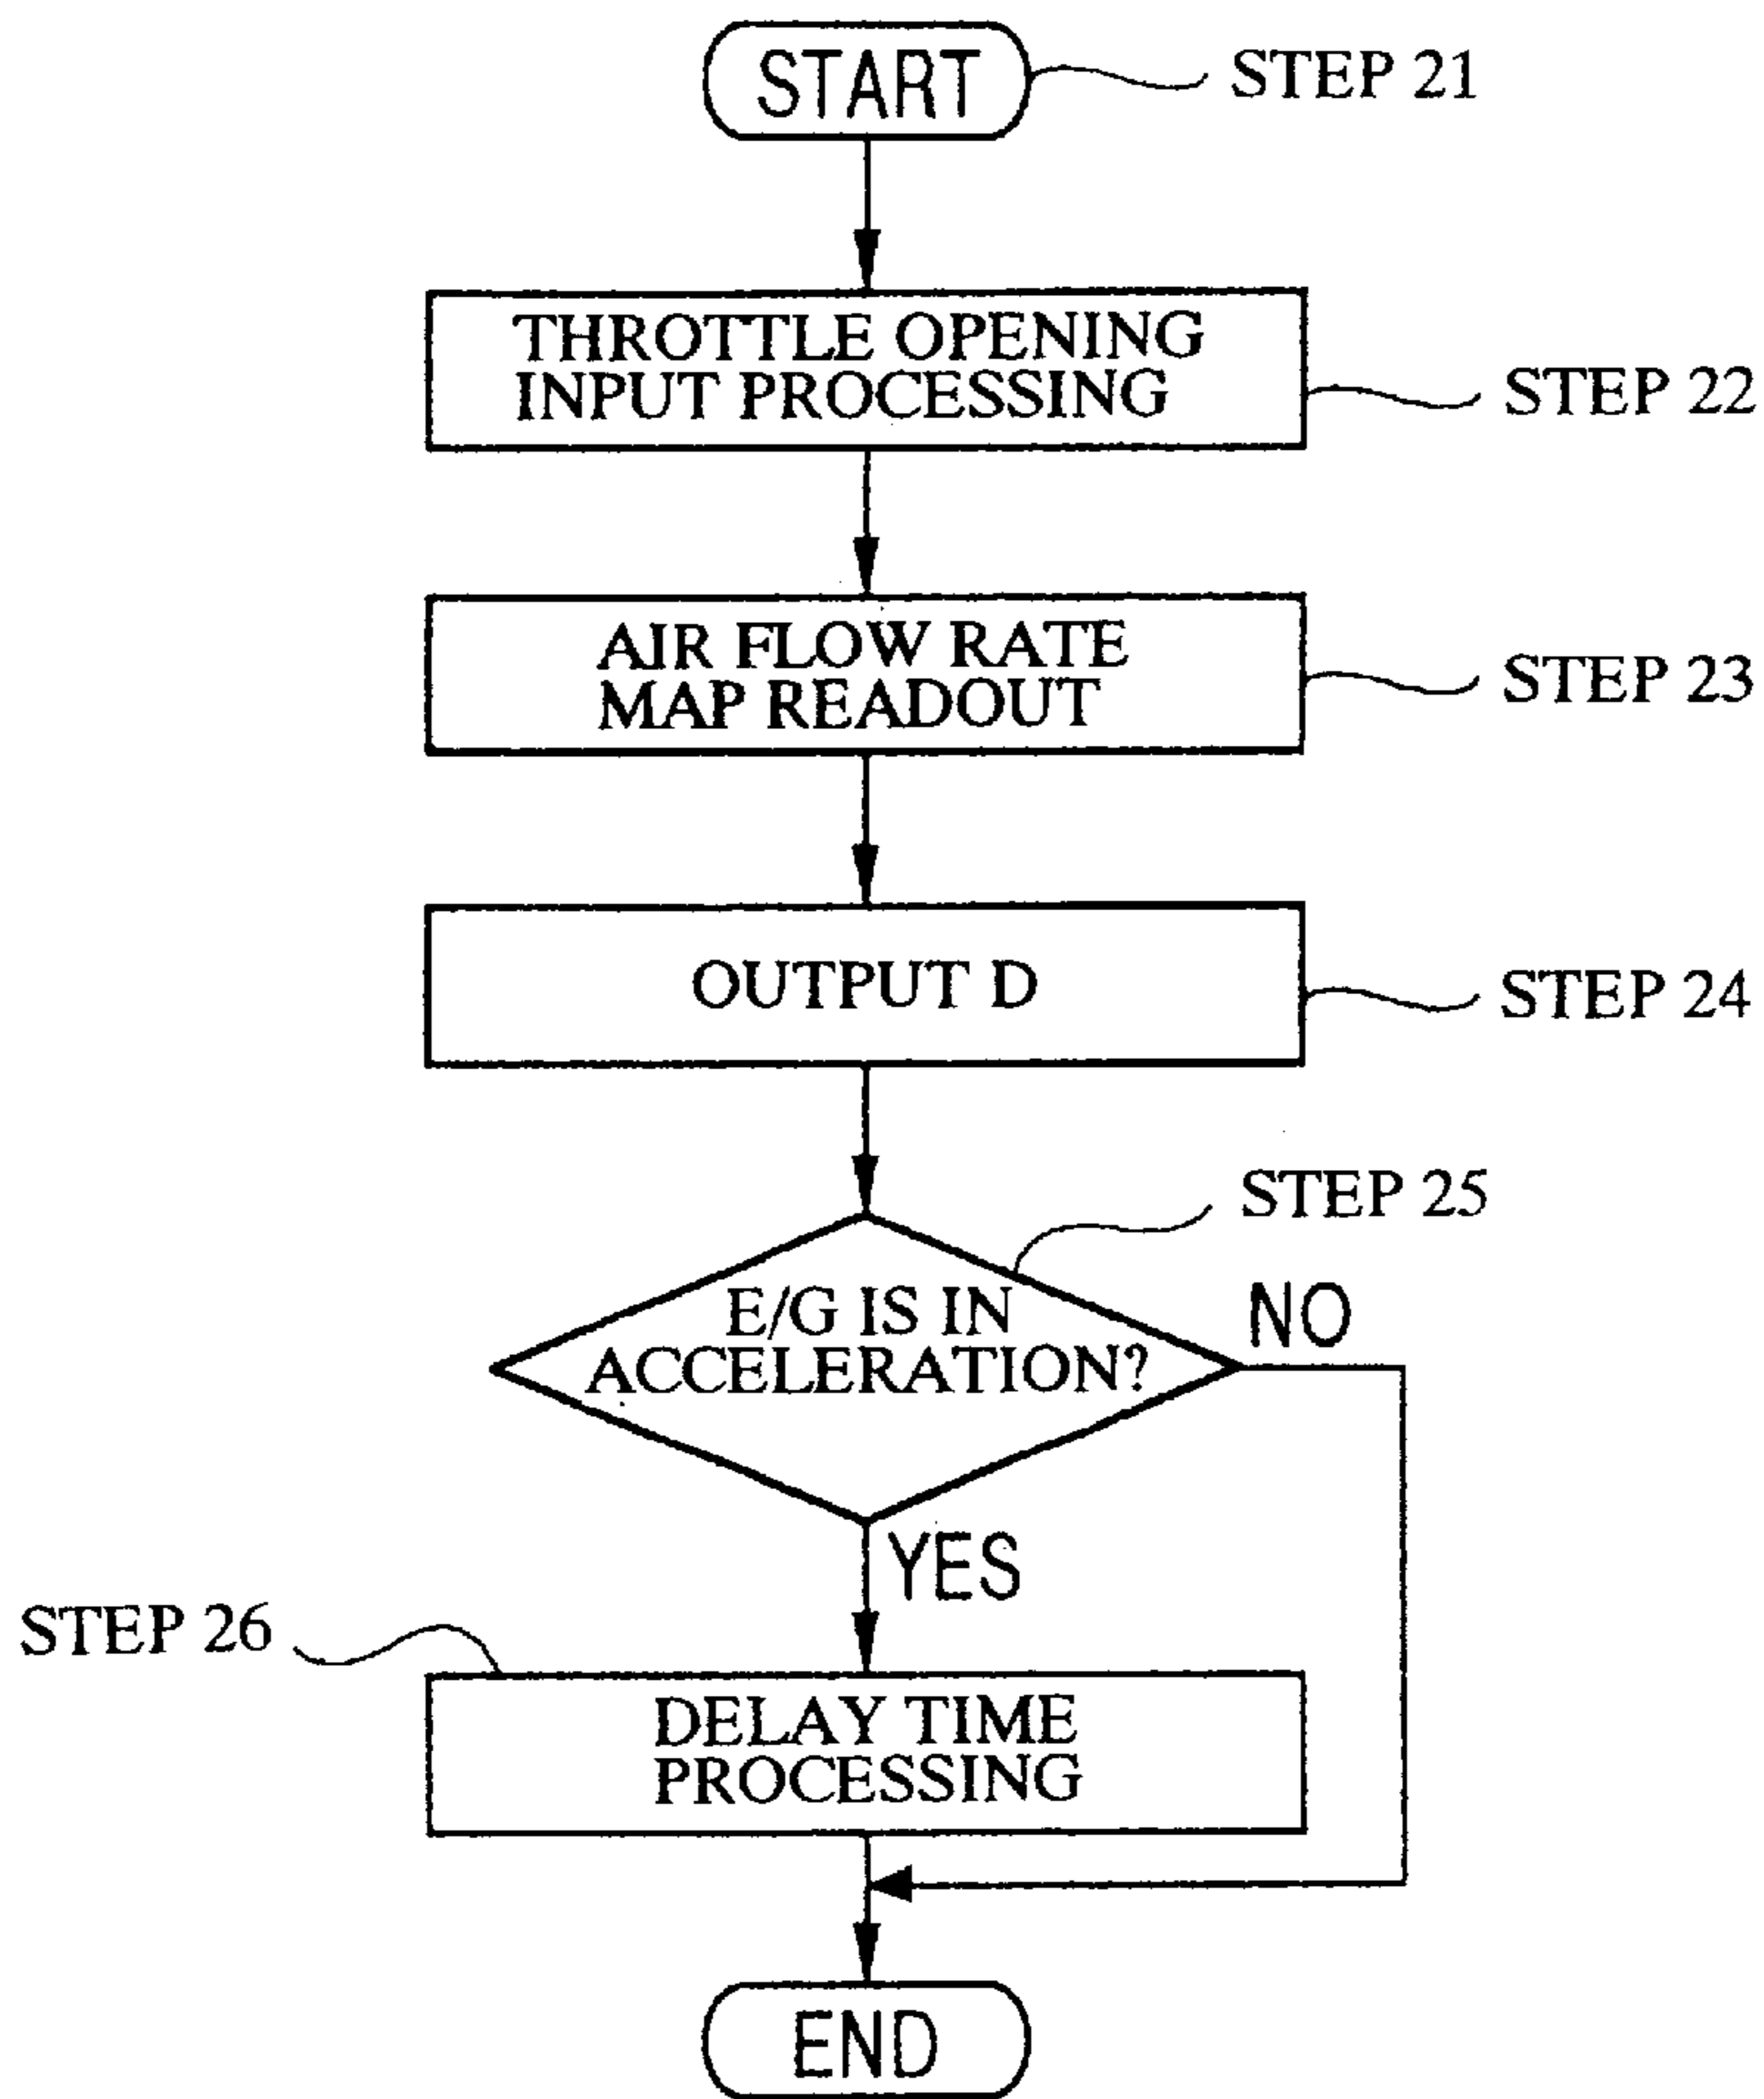 START
STEP 21
THROTTLE OPENING
INPUT PROCESSING
STEP 22
AIR FLOW RATE
MAP READOUT
STEP 23
OUTPUT D
STEP 24
STEP 25
E/G IS IN
ACCELERATION?
NO
YES
STEP 26
DELAY TIME
PROCESSING
END